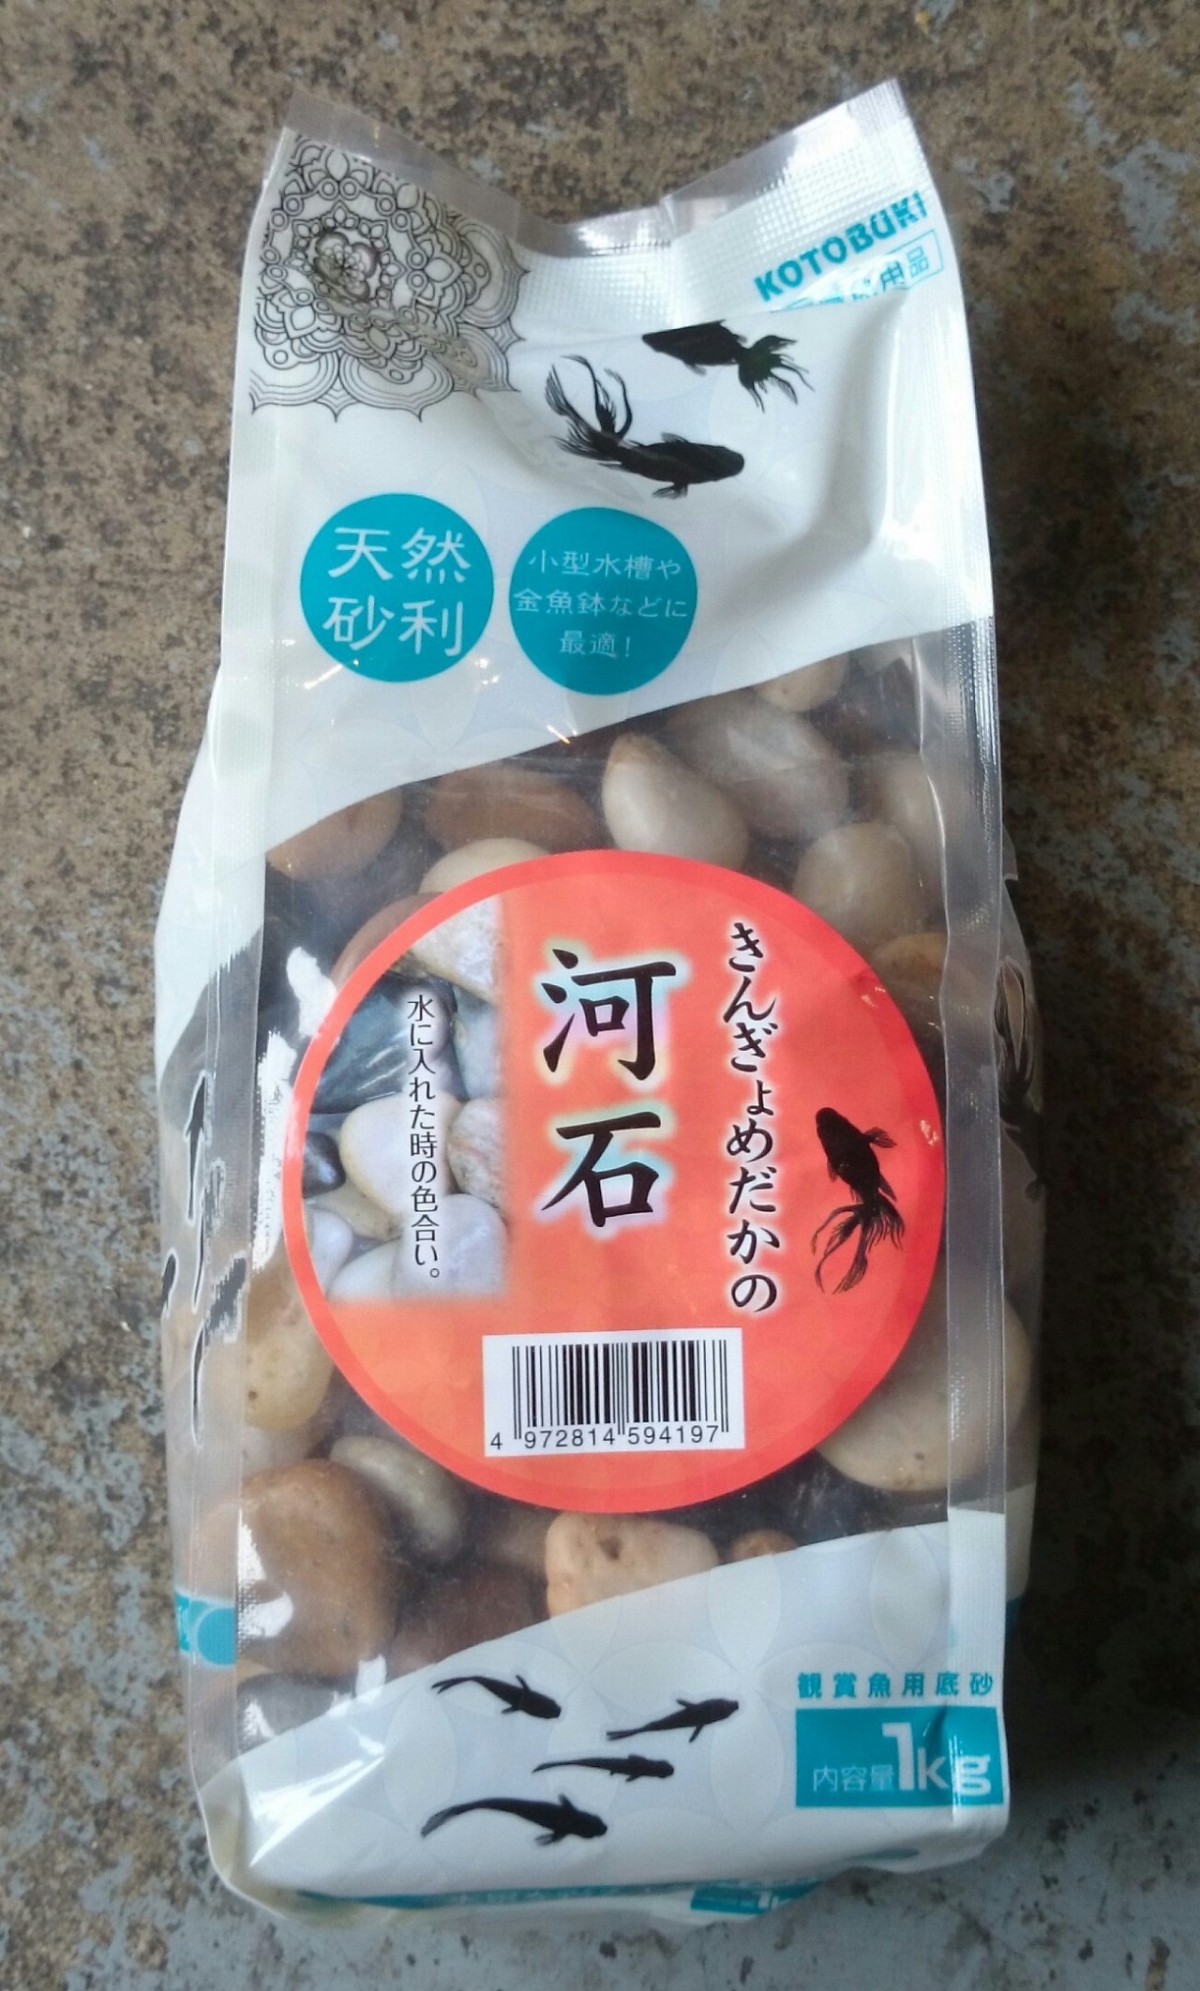 KOTOBUKI
用品
天然
砂利
小型水槽や
金魚鉢などに
最適！
きんぎょめだかの
河石
水に入れた時の色合い。
4 972814 594197
観賞魚用底砂
内容量1kg